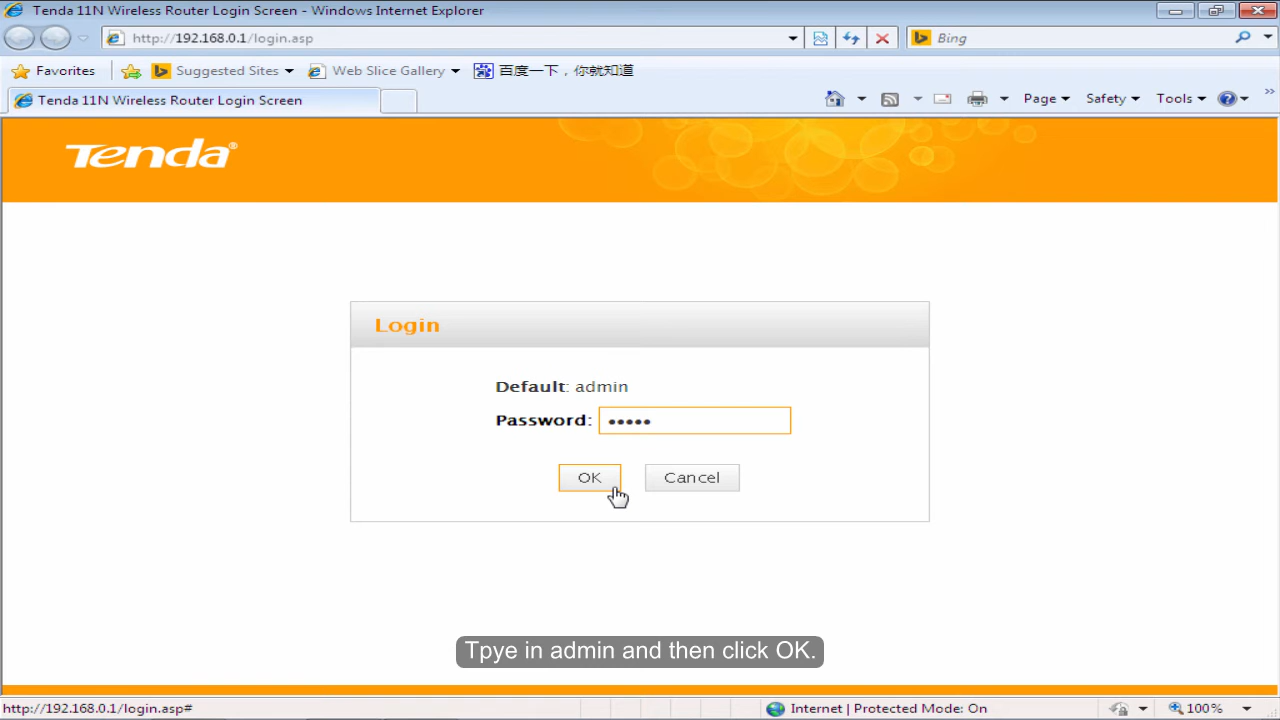 Tenda 11N Wireless Router Login Screen - Windows Internet Explorer
http://192.168.0.1/login.asp
Bing
Favorites
Suggested Sites
Web Slice Gallery
百度一下，你就知道
Tenda 11N Wireless Router Login Screen
Page
Safety
Tools
»
Tenda®
Login
Default: admin
Password: •••••
OK
Cancel
Tpye in admin and then click OK.
http://192.168.0.1/login.asp#
Internet | Protected Mode: On
100%